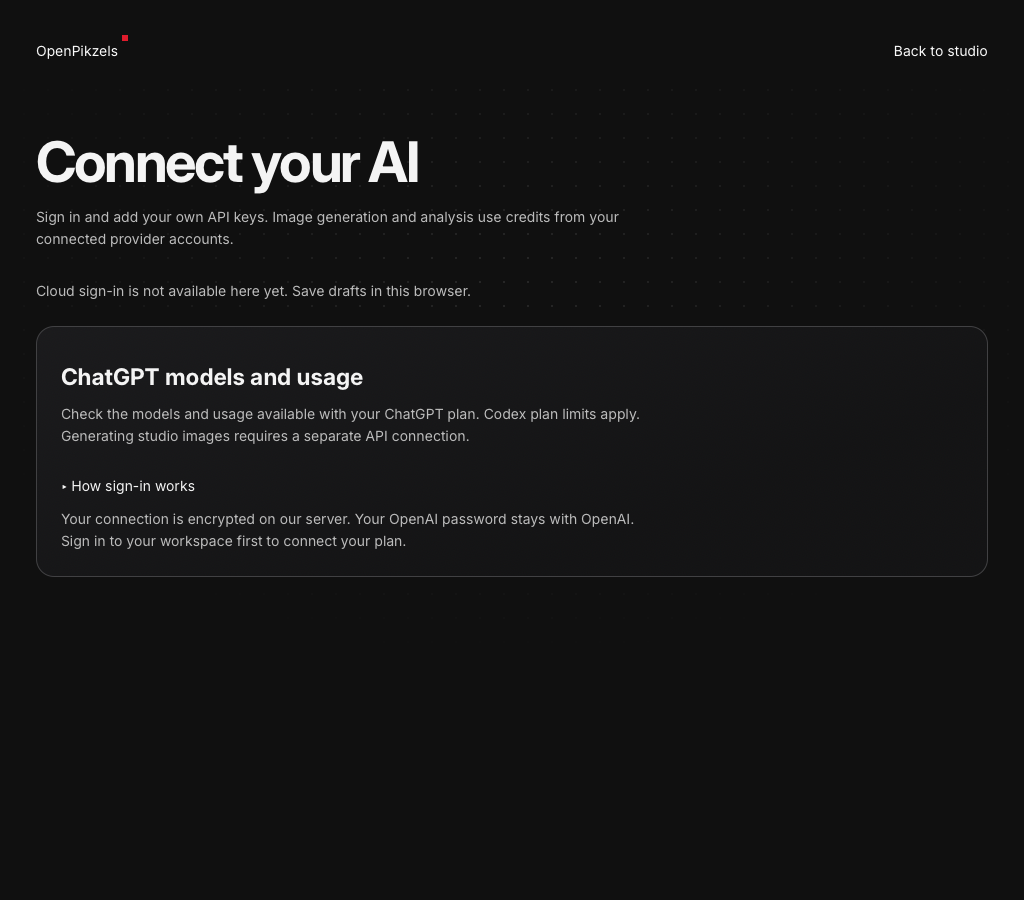 OpenPikzels
Back to studio
Connect your AI
Sign in and add your own API keys. Image generation and analysis use credits from your
connected provider accounts.
Cloud sign-in is not available here yet. Save drafts in this browser.
ChatGPT models and usage
Check the models and usage available with your ChatGPT plan. Codex plan limits apply.
Generating studio images requires a separate API connection.
How sign-in works
Your connection is encrypted on our server. Your OpenAI password stays with OpenAI.
Sign in to your workspace first to connect your plan.